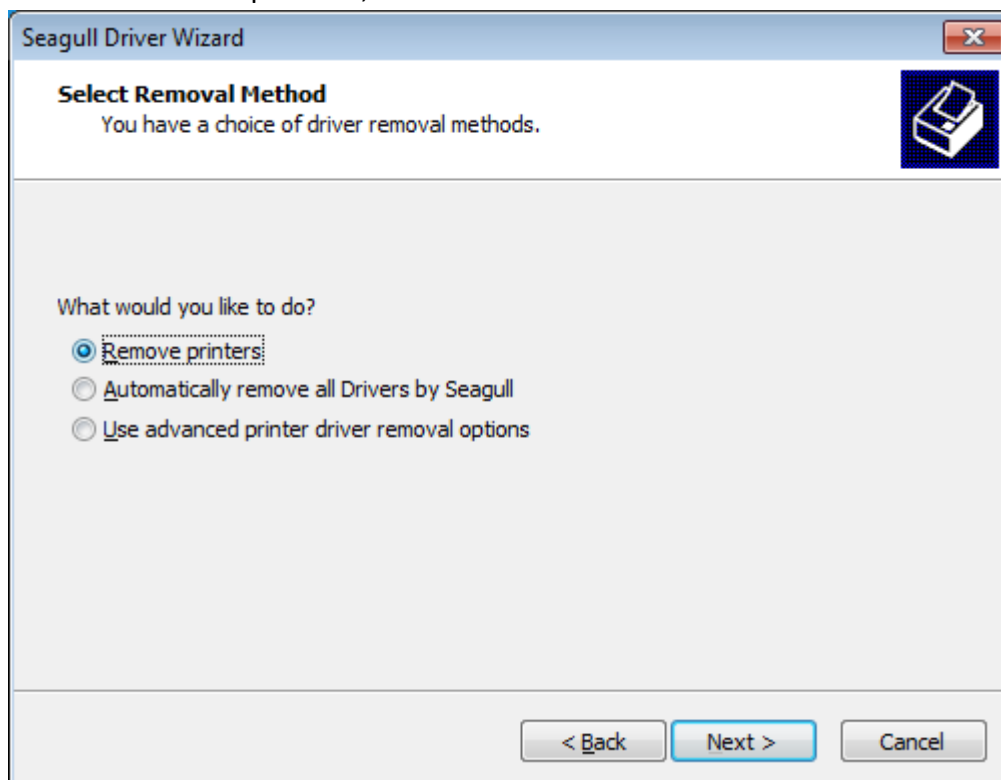 Seagull Driver Wizard
Select Removal Method
You have a choice of driver removal methods.
What would you like to do?
Remove printers
Automatically remove all Drivers by Seagull
Use advanced printer driver removal options
< Back Next > Cancel